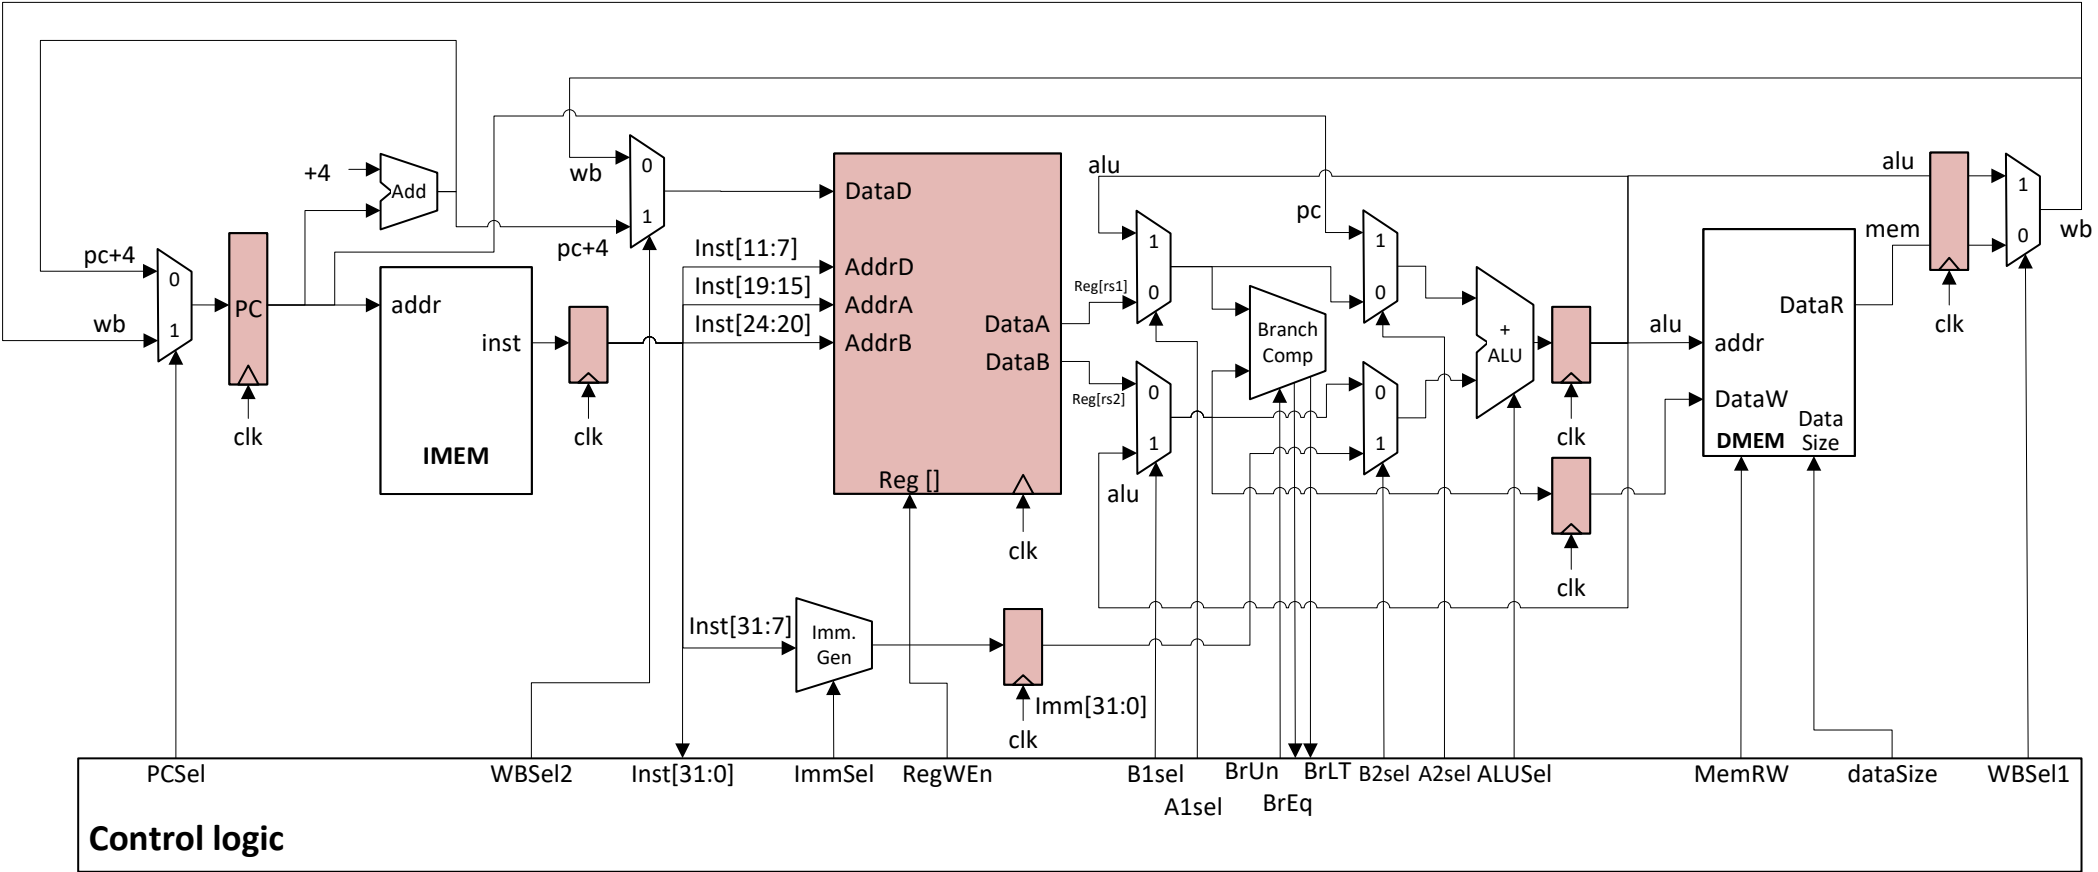 +4
Add
wb
0
1
pc+4
DataD
Inst[11:7]
AddrD
Inst[19:15]
AddrA
Inst[24:20]
AddrB
DataA
DataB
Reg []
clk
pc+4
0
wb
1
PC
clk
addr
inst
IMEM
clk
alu
1
Reg[rs1]
0
Reg[rs2]
0
1
alu
pc
1
0
Branch
Comp
0
1
+
ALU
clk
clk
alu
addr
DataR
DataW
Data
Size
DMEM
alu
mem
clk
1
0
wb
Inst[31:7]
Imm.
Gen
Imm[31:0]
clk
PCSel
WBSel2
Inst[31:0]
ImmSel
RegWEn
B1sel
A1sel
BrUn
BrEq
BrLT
B2sel
A2sel
ALUSel
MemRW
dataSize
WBSel1
Control logic